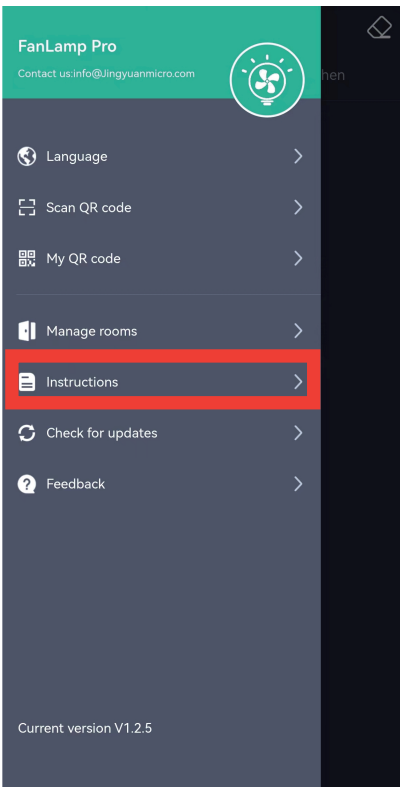 FanLamp Pro
Contact us:info@Jingyuanmicro.com
hen
Language
Scan QR code
My QR code
Manage rooms
Instructions
Check for updates
Feedback
Current version V1.2.5